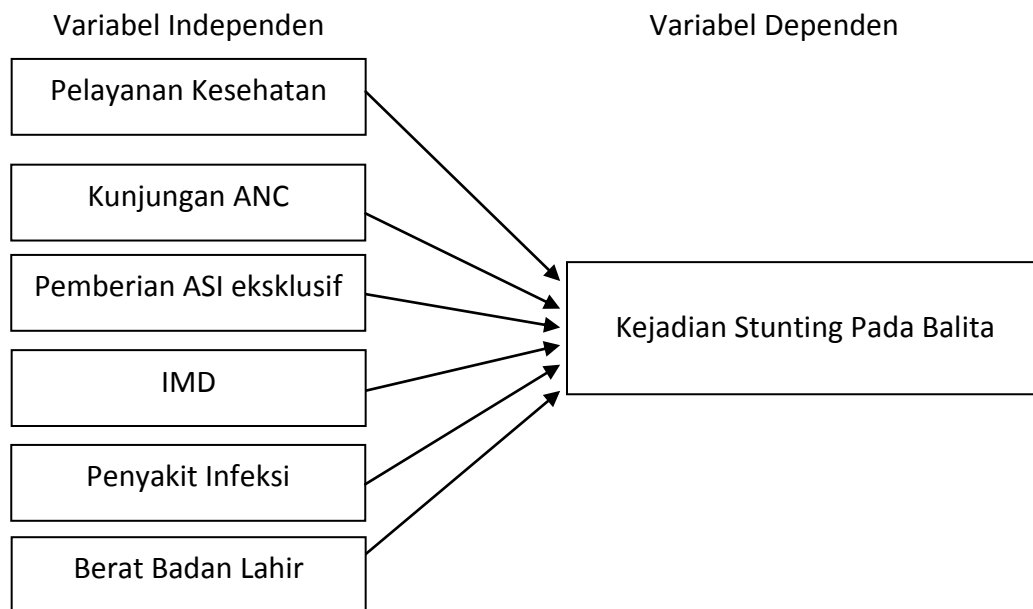 Variabel Independen
Variabel Dependen
Pelayanan Kesehatan
Kunjungan ANC
Pemberian ASI eksklusif
IMD
Penyakit Infeksi
Berat Badan Lahir
Kejadian Stunting Pada Balita